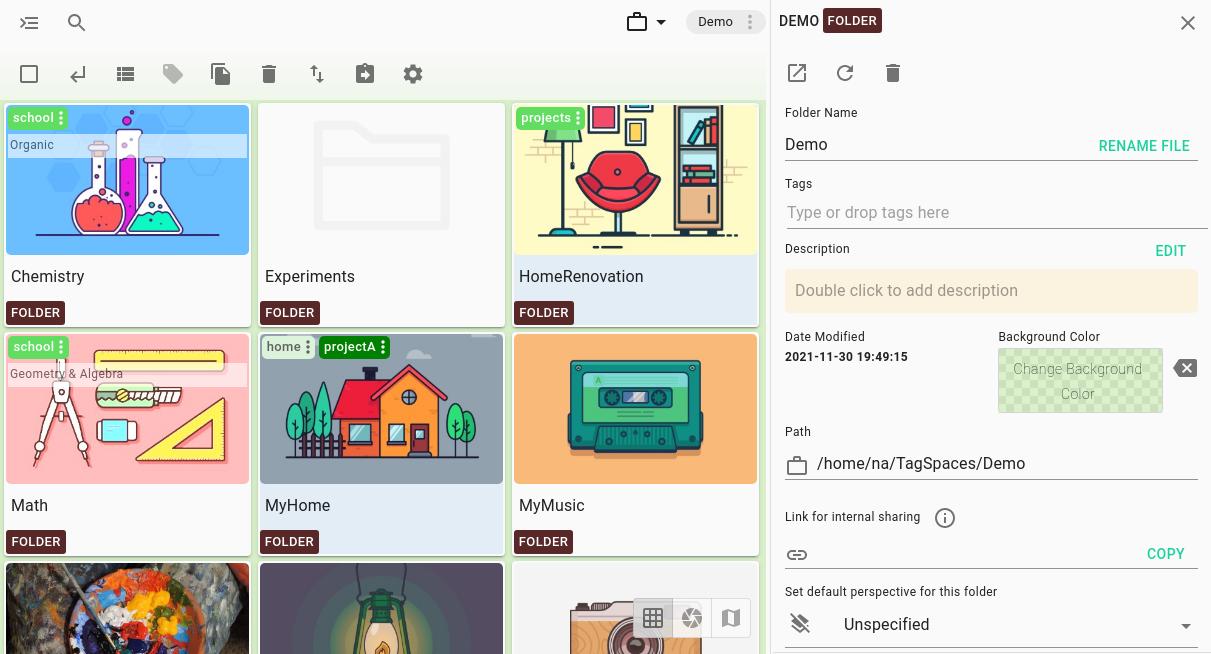 Demo
school
Organic
Chemistry
FOLDER
Experiments
FOLDER
projects
HomeRenovation
FOLDER
school
Geometry & Algebra
Math
FOLDER
home
projectA
MyHome
FOLDER
A
MyMusic
FOLDER
DEMO FOLDER
Folder Name
Demo
RENAME FILE
Tags
Type or drop tags here
Description
EDIT
Double click to add description
Date Modified
2021-11-30 19:49:15
Background Color
Change Background
Color
Path
/home/na/TagSpaces/Demo
Link for internal sharing
COPY
Set default perspective for this folder
Unspecified